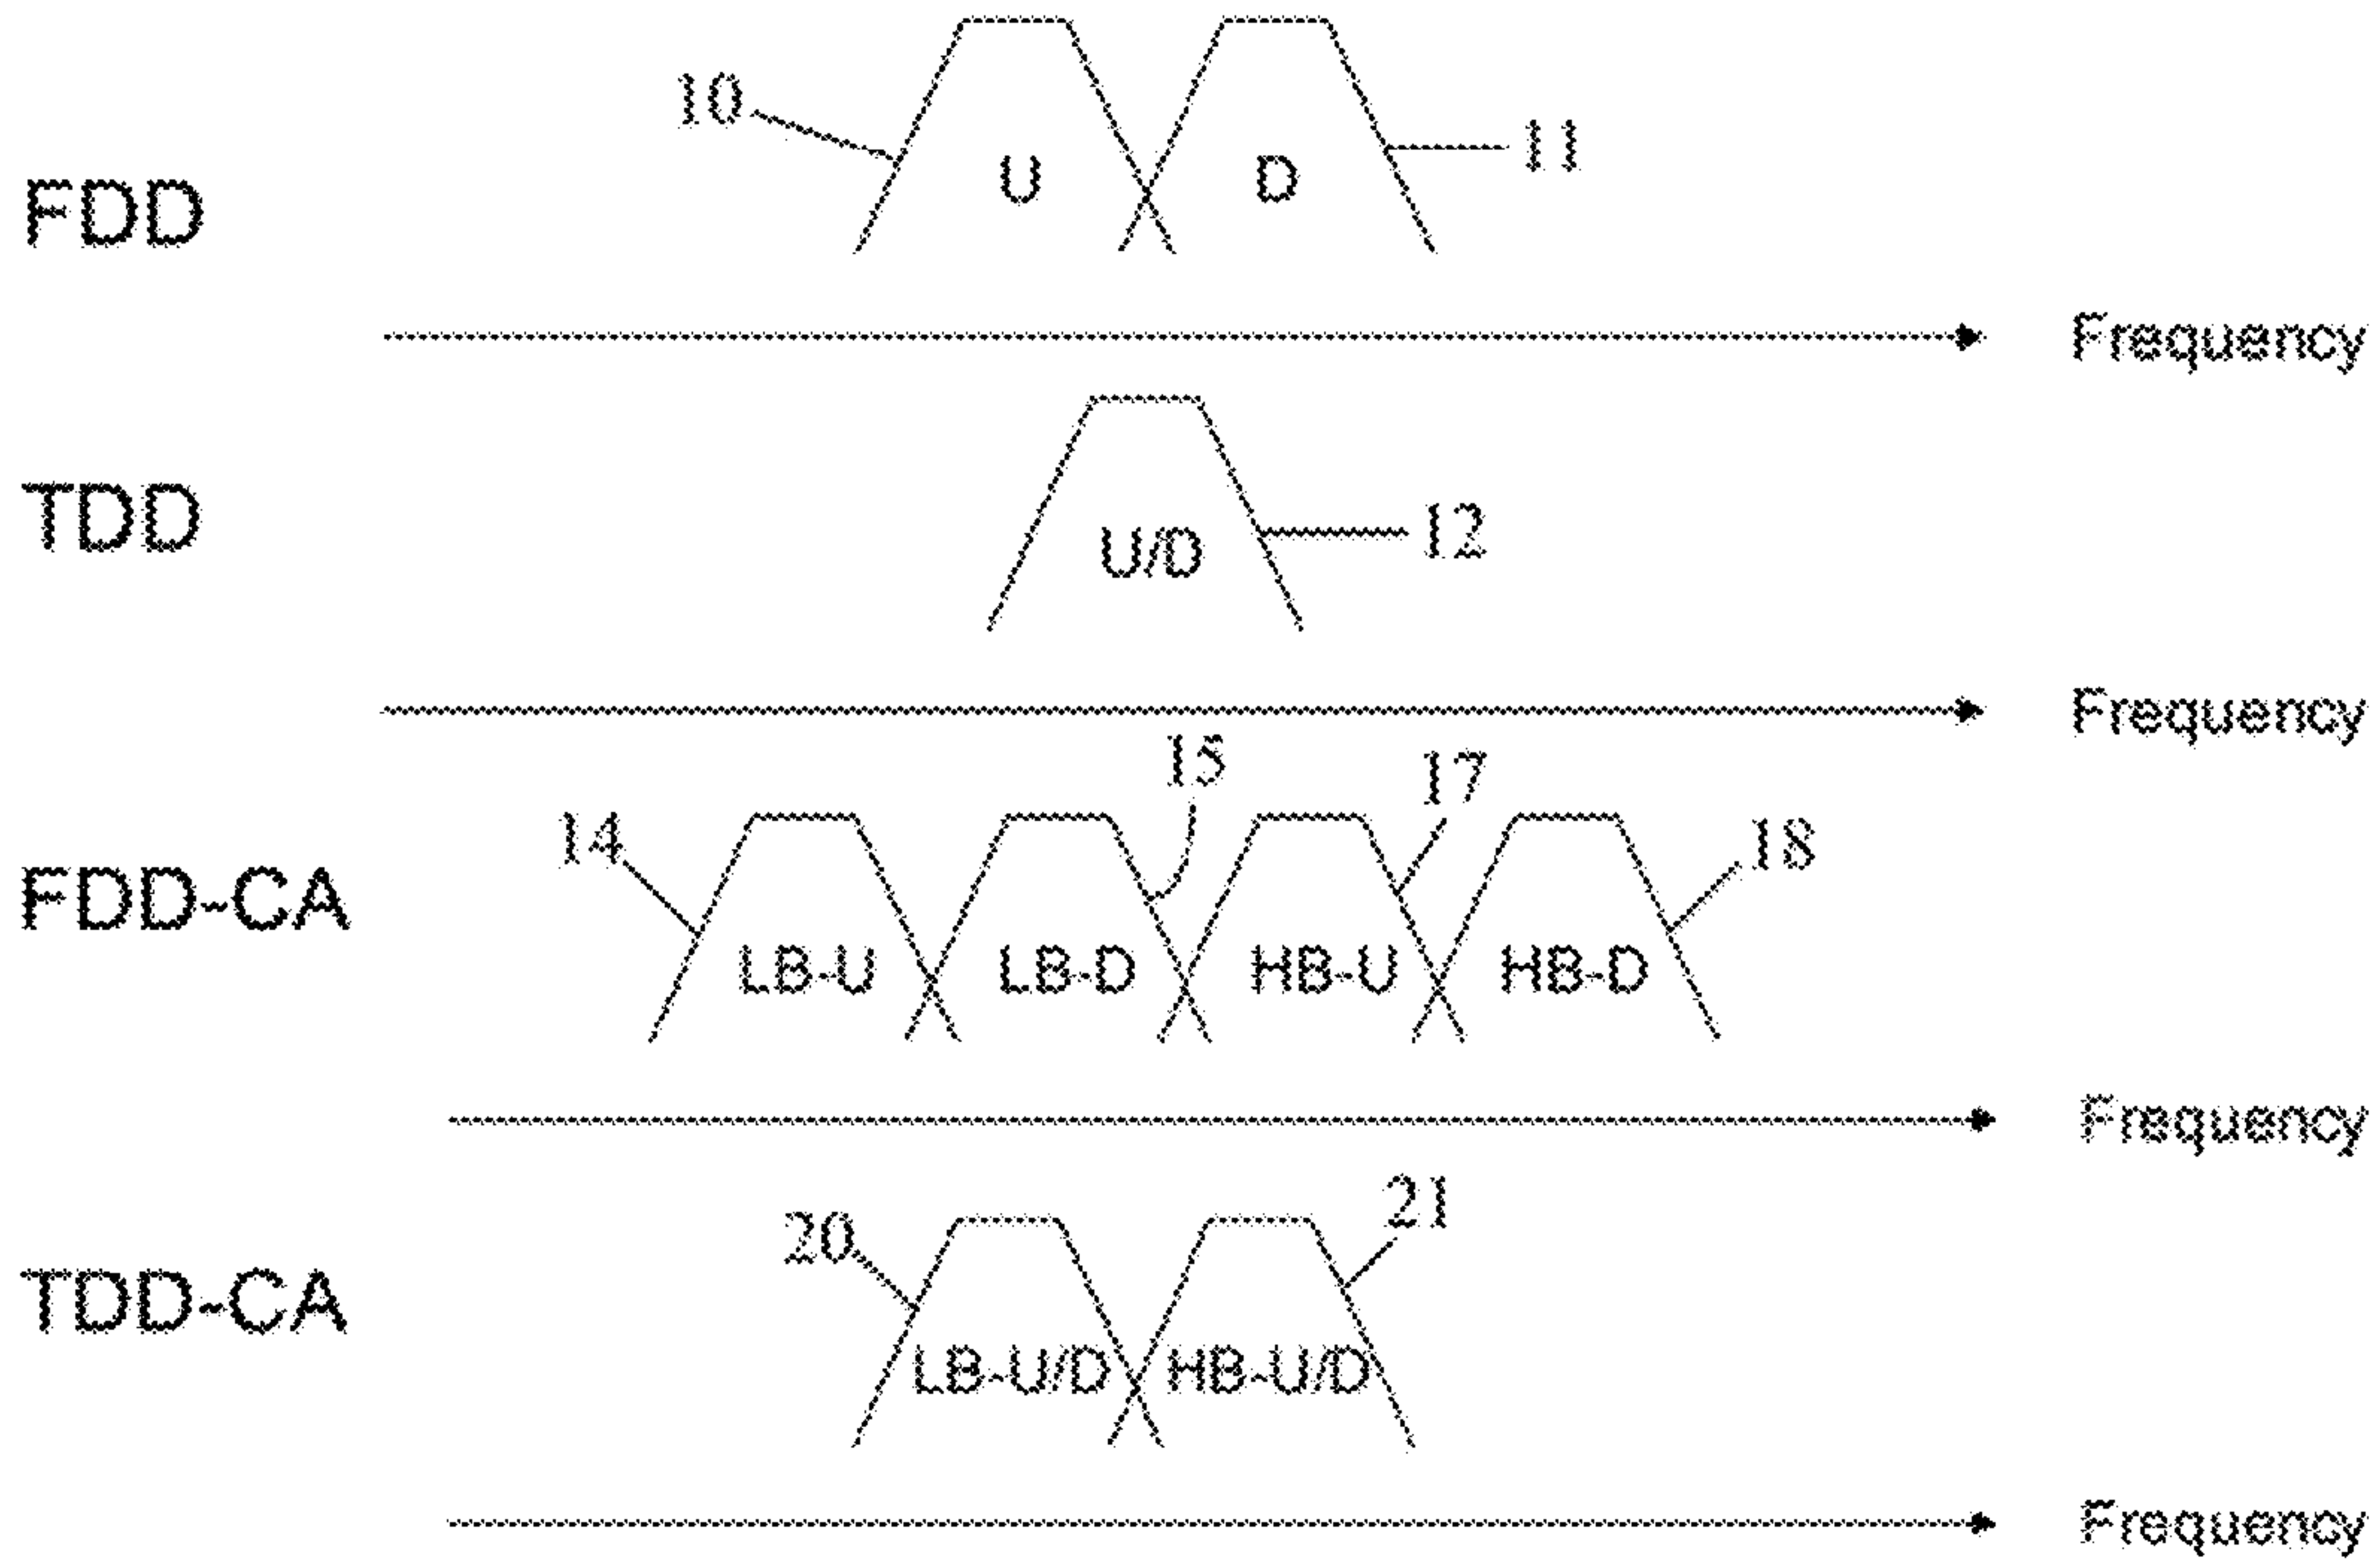 10
U
D
11
FDD
Frequency
TDD
U/D
12
Frequency
15
17
14
18
FDD-CA
LB-U
LB-D
HB-U
HB-D
Frequency
20
21
TDD-CA
LB-U/D
HB-U/D
Frequency